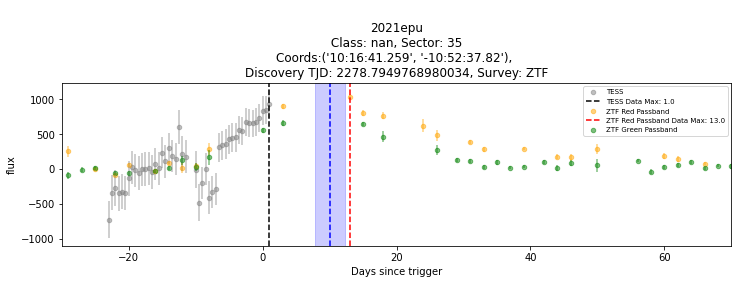 2021epu
Class: nan, Sector: 35
Coords:('10:16:41.259', '-10:52:37.82'),
Discovery TJD: 2278.7949768980034, Survey: ZTF
1000
500
0
−500
−1000
flux
TESS
TESS Data Max: 1.0
ZTF Red Passband
ZTF Red Passband Data Max: 13.0
ZTF Green Passband
−20
0
20
40
60
Days since trigger